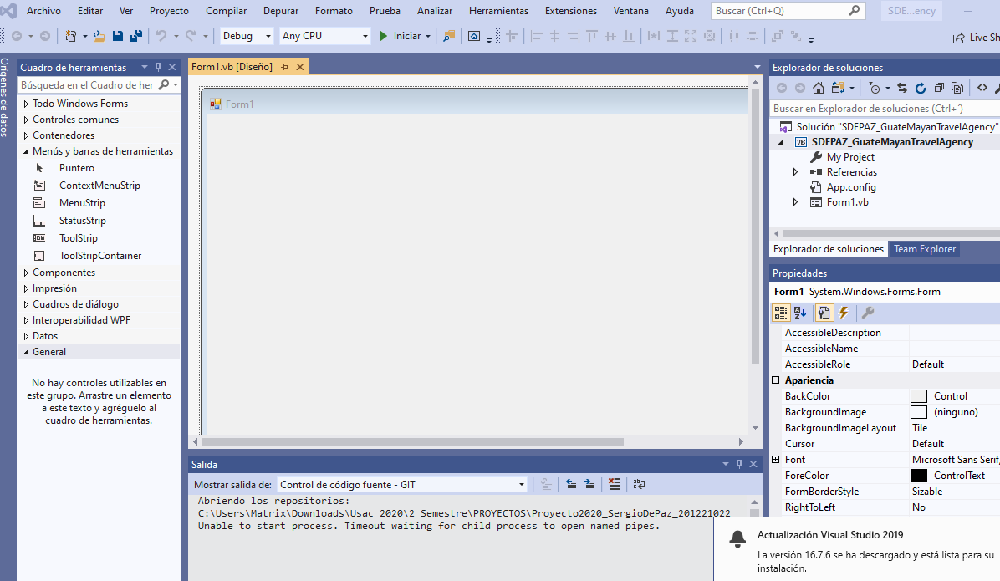 Archivo Editar Ver Proyecto Compilar Depurar Formato Prueba Analizar Herramientas Extensiones Ventana Ayuda Buscar (Ctrl+Q) SDE...ency
Debug Any CPU Iniciar Live Sh
Orígenes de datos
Cuadro de herramientas
Búsqueda en el Cuadro de her
Todo Windows Forms
Controles comunes
Contenedores
Menús y barras de herramientas
Puntero
ContextMenuStrip
MenuStrip
StatusStrip
ToolStrip
ToolStripContainer
Componentes
Impresión
Cuadros de diálogo
Interoperabilidad WPF
Datos
General
No hay controles utilizables en
este grupo. Arrastre un elemento
a este texto y agréguelo al
cuadro de herramientas.
Form1.vb [Diseño]
Form1
Salida
Mostrar salida de: Control de código fuente - GIT
Abriendo los repositorios:
C:\Users\Matrix\Downloads\Usac 2020\2 Semestre\PROYECTOS\Proyecto2020_SergioDePaz_201221022
Unable to start process. Timeout waiting for child process to open named pipes.
Explorador de soluciones
Buscar en Explorador de soluciones (Ctrl+´)
Solución "SDEPAZ_GuateMayanTravelAgency"
VB SDEPAZ_GuateMayanTravelAgency
My Project
Referencias
App.config
Form1.vb
Explorador de soluciones Team Explorer
Propiedades
Form1 System.Windows.Forms.Form
AccessibleDescription
AccessibleName
AccessibleRole Default
Apariencia
BackColor Control
BackgroundImage (ninguno)
BackgroundImageLayout Tile
Cursor Default
Font Microsoft Sans Serif,
ForeColor ControlText
FormBorderStyle Sizable
RightToLeft No
Actualización Visual Studio 2019
La versión 16.7.6 se ha descargado y está lista para su
instalación.